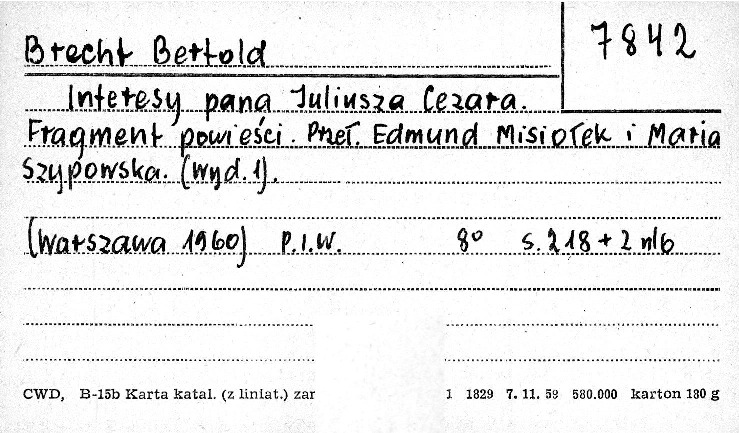 Brecht Bertold
7842
Interesy pana Juliusza Cezara.
Fragment powieści. Przeł. Edmund Misiołek i Maria
Szypowska. (Wyd. 1).
(Warszawa 1960) P.I.W. 8° s. 218 + 2 nlb
CWD, B-15b Karta katal. (z liniat.) zar 1 1829 7. 11. 59 580.000 karton 180 g